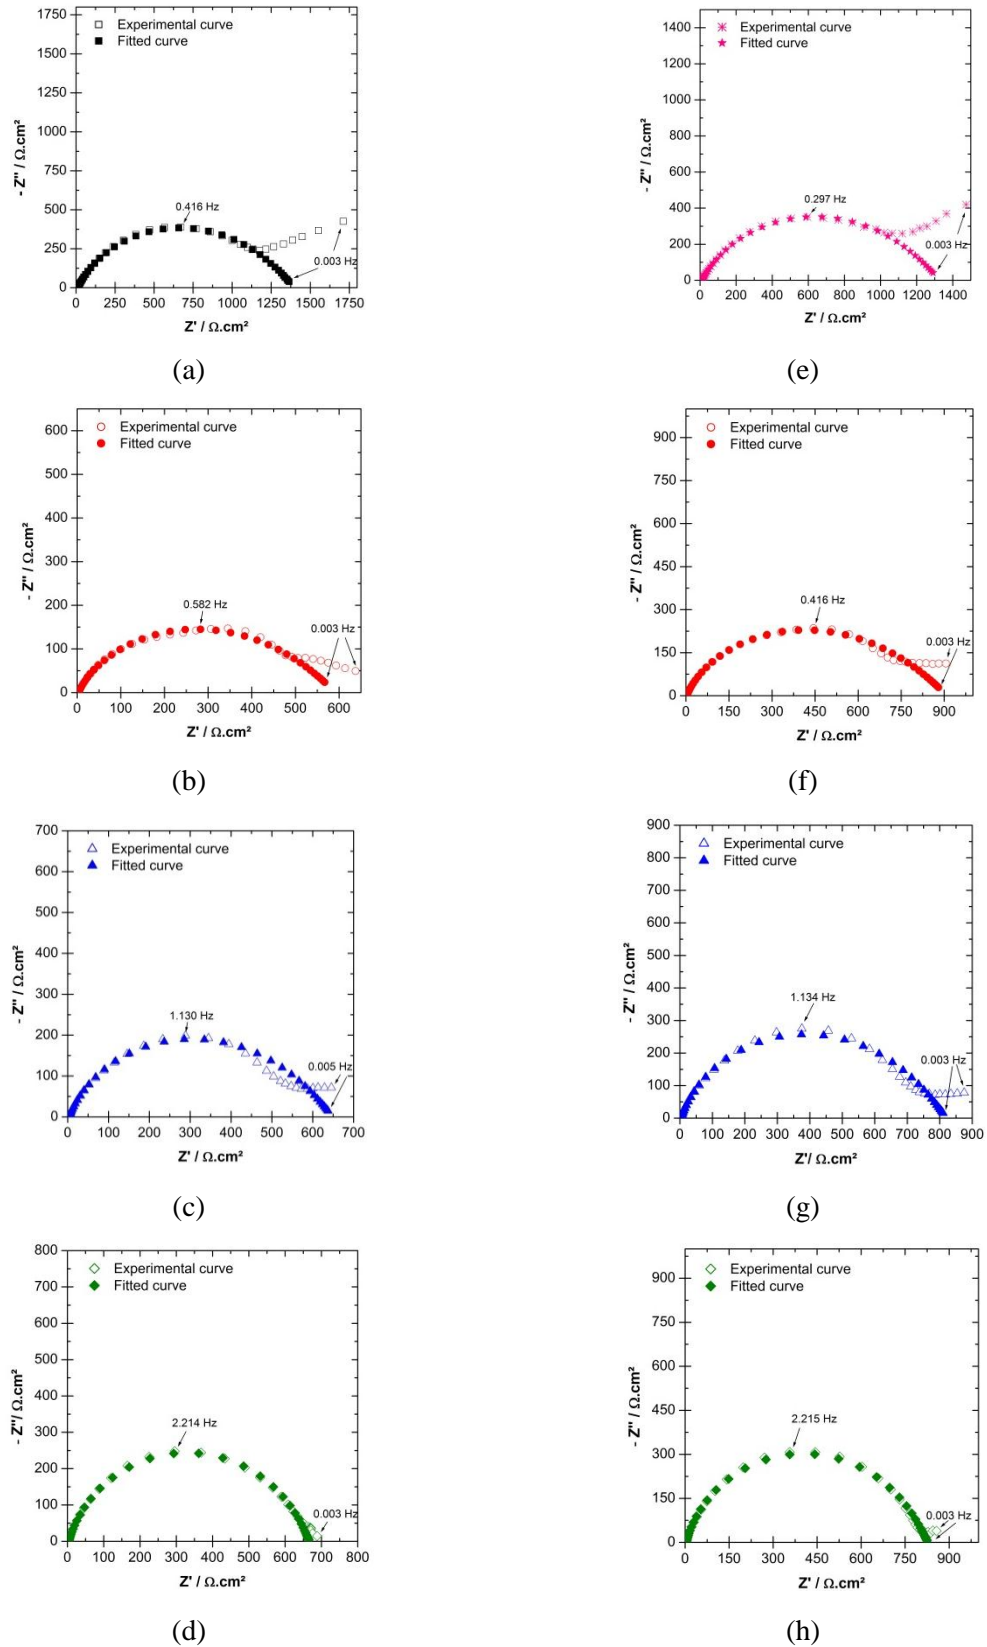 1750
1500
1250
1000
750
500
250
0
- Z" / Ω.cm²
Experimental curve
Fitted curve
0.416 Hz
0.003 Hz
0 250 500 750 1000 1250 1500 1750
Z' / Ω.cm²
(a)
1400
1200
1000
800
600
400
200
0
- Z" / Ω.cm²
Experimental curve
Fitted curve
0.297 Hz
0.003 Hz
0 200 400 600 800 1000 1200 1400
Z' / Ω.cm²
(e)
600
500
400
300
200
100
0
- Z" / Ω.cm²
Experimental curve
Fitted curve
0.582 Hz
0.003 Hz
0 100 200 300 400 500 600
Z' / Ω.cm²
(b)
900
750
600
450
300
150
0
- Z" / Ω.cm²
Experimental curve
Fitted curve
0.416 Hz
0.003 Hz
0 150 300 450 600 750 900
Z' / Ω.cm²
(f)
700
600
500
400
300
200
100
0
- Z" / Ω.cm²
Experimental curve
Fitted curve
1.130 Hz
0.005 Hz
0 100 200 300 400 500 600 700
Z' / Ω.cm²
(c)
900
800
700
600
500
400
300
200
100
0
- Z" / Ω.cm²
Experimental curve
Fitted curve
1.134 Hz
0.003 Hz
0 100 200 300 400 500 600 700 800 900
Z'/ Ω.cm²
(g)
800
700
600
500
400
300
200
100
0
- Z"/ Ω.cm²
Experimental curve
Fitted curve
2.214 Hz
0.003 Hz
0 100 200 300 400 500 600 700 800
Z' / Ω.cm²
(d)
900
750
600
450
300
150
0
- Z" / Ω.cm²
Experimental curve
Fitted curve
2.215 Hz
0.003 Hz
0 150 300 450 600 750 900
Z' / Ω.cm²
(h)